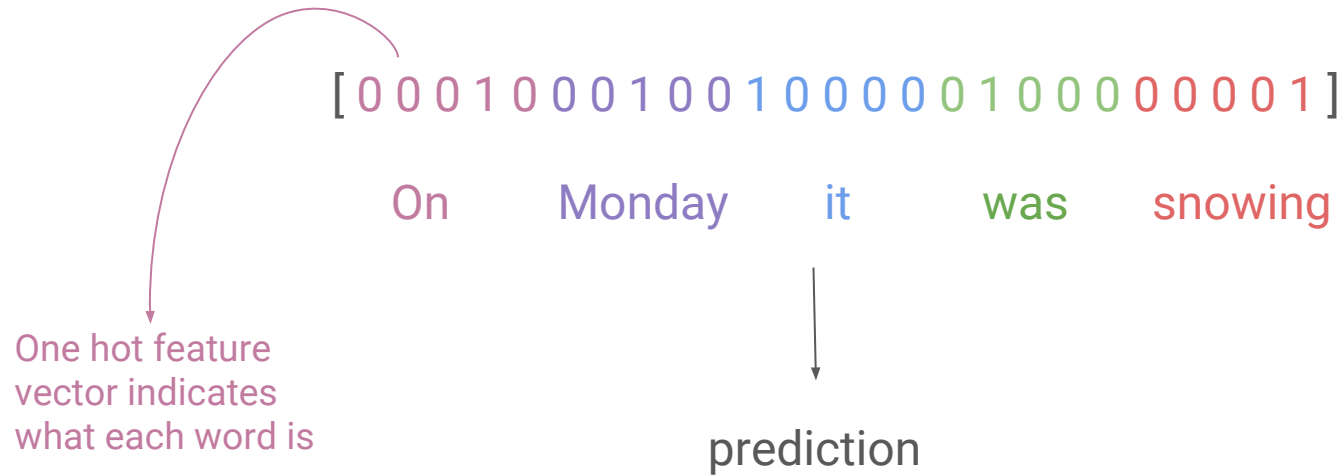 [ 0 0 0 1 0 0 0 1 0 0 1 0 0 0 0 0 1 0 0 0 0 0 0 0 1 ]
On Monday it was snowing
One hot feature
vector indicates
what each word is
prediction